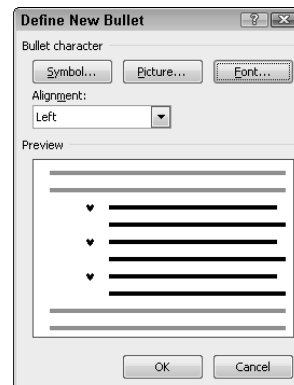 Define New Bullet
Bullet character
Symbol... Picture... Font...
Alignment:
Left
Preview
OK Cancel